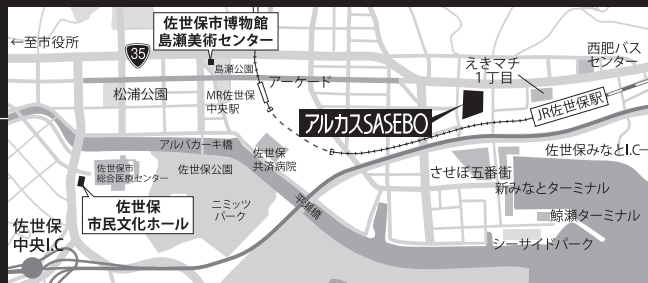 ←至市役所
35
佐世保市博物館
島瀬美術センター
島瀬公園
アーケード
松浦公園
MR佐世保
中央駅
えきマチ
1丁目
西肥バス
センター
アルカスSASEBO
JR佐世保駅
佐世保みなとI.C→
アルバカーキ橋
佐世保市
総合医療センター
佐世保公園
佐世保
共済病院
させぼ五番街
新みなとターミナル
佐世保
市民文化ホール
ニミッツ
パーク
平瀬橋
鯨瀬ターミナル
シーサイドパーク
佐世保
中央I.C